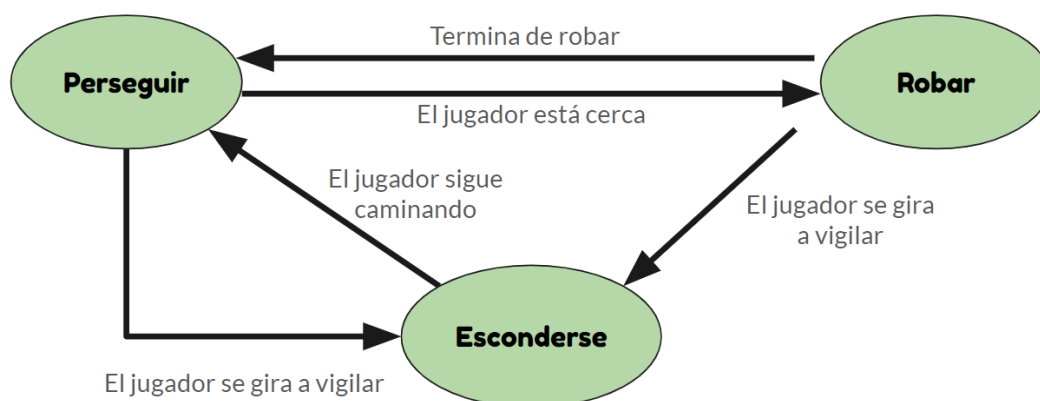 Termina de robar
Perseguir
Robar
El jugador está cerca
El jugador sigue
caminando
El jugador se gira
a vigilar
Esconderse
El jugador se gira a vigilar